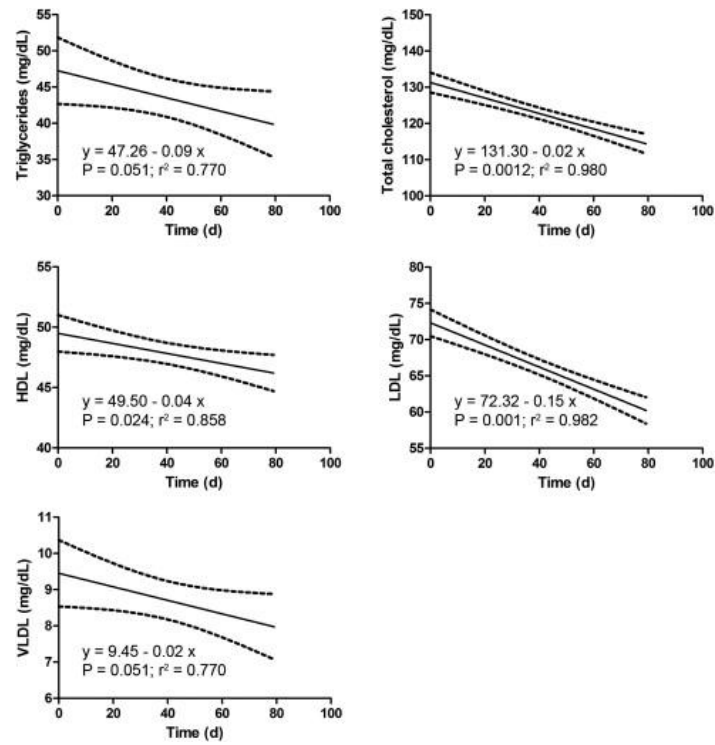 Triglycerides (mg/dL)
55
50
45
40
35
30
y = 47.26 - 0.09 x
P = 0.051; r² = 0.770
0 20 40 60 80 100
Time (d)
Total cholesterol (mg/dL)
150
140
130
120
110
100
y = 131.30 - 0.02 x
P = 0.0012; r² = 0.980
0 20 40 60 80 100
Time (d)
HDL (mg/dL)
55
50
45
40
y = 49.50 - 0.04 x
P = 0.024; r² = 0.858
0 20 40 60 80 100
Time (d)
LDL (mg/dL)
80
75
70
65
60
55
y = 72.32 - 0.15 x
P = 0.001; r² = 0.982
0 20 40 60 80 100
Time (d)
VLDL (mg/dL)
11
10
9
8
7
6
y = 9.45 - 0.02 x
P = 0.051; r² = 0.770
0 20 40 60 80 100
Time (d)